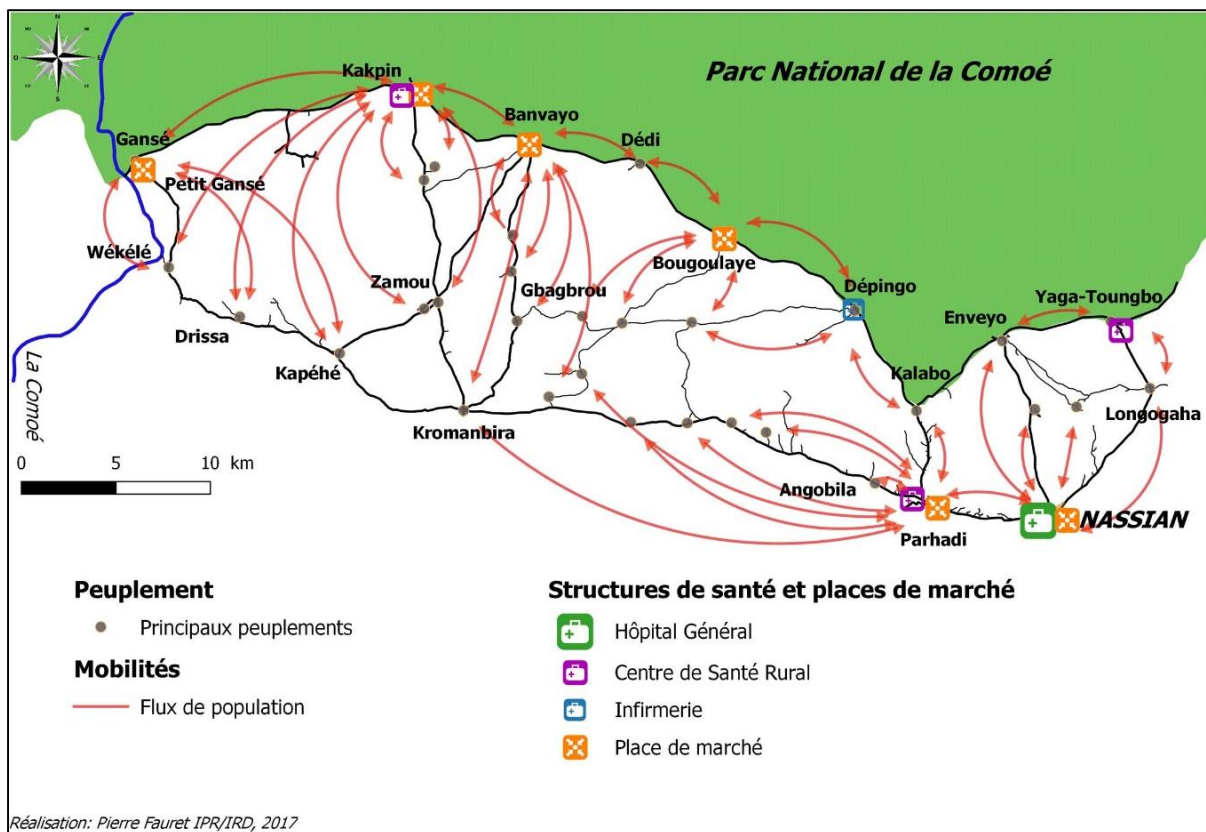 Parc National de la Comoé
Kakpin
Banvayo
Dédi
Gansé
Petit Gansé
Wékélé
Bougoulaye
Zamou
Gbagbrou
Dépingo
Yaga-Toungbo
Enveyo
Drissa
Kapéhé
Kalabo
La Comoé
Kromanbira
Longogaha
0 5 10 km
Angobila
Parhadi
NASSIAN
Peuplement
Principaux peuplements
Mobilités
Flux de population
Structures de santé et places de marché
Hôpital Général
Centre de Santé Rural
Infirmerie
Place de marché
Réalisation: Pierre Fauret IPR/IRD, 2017